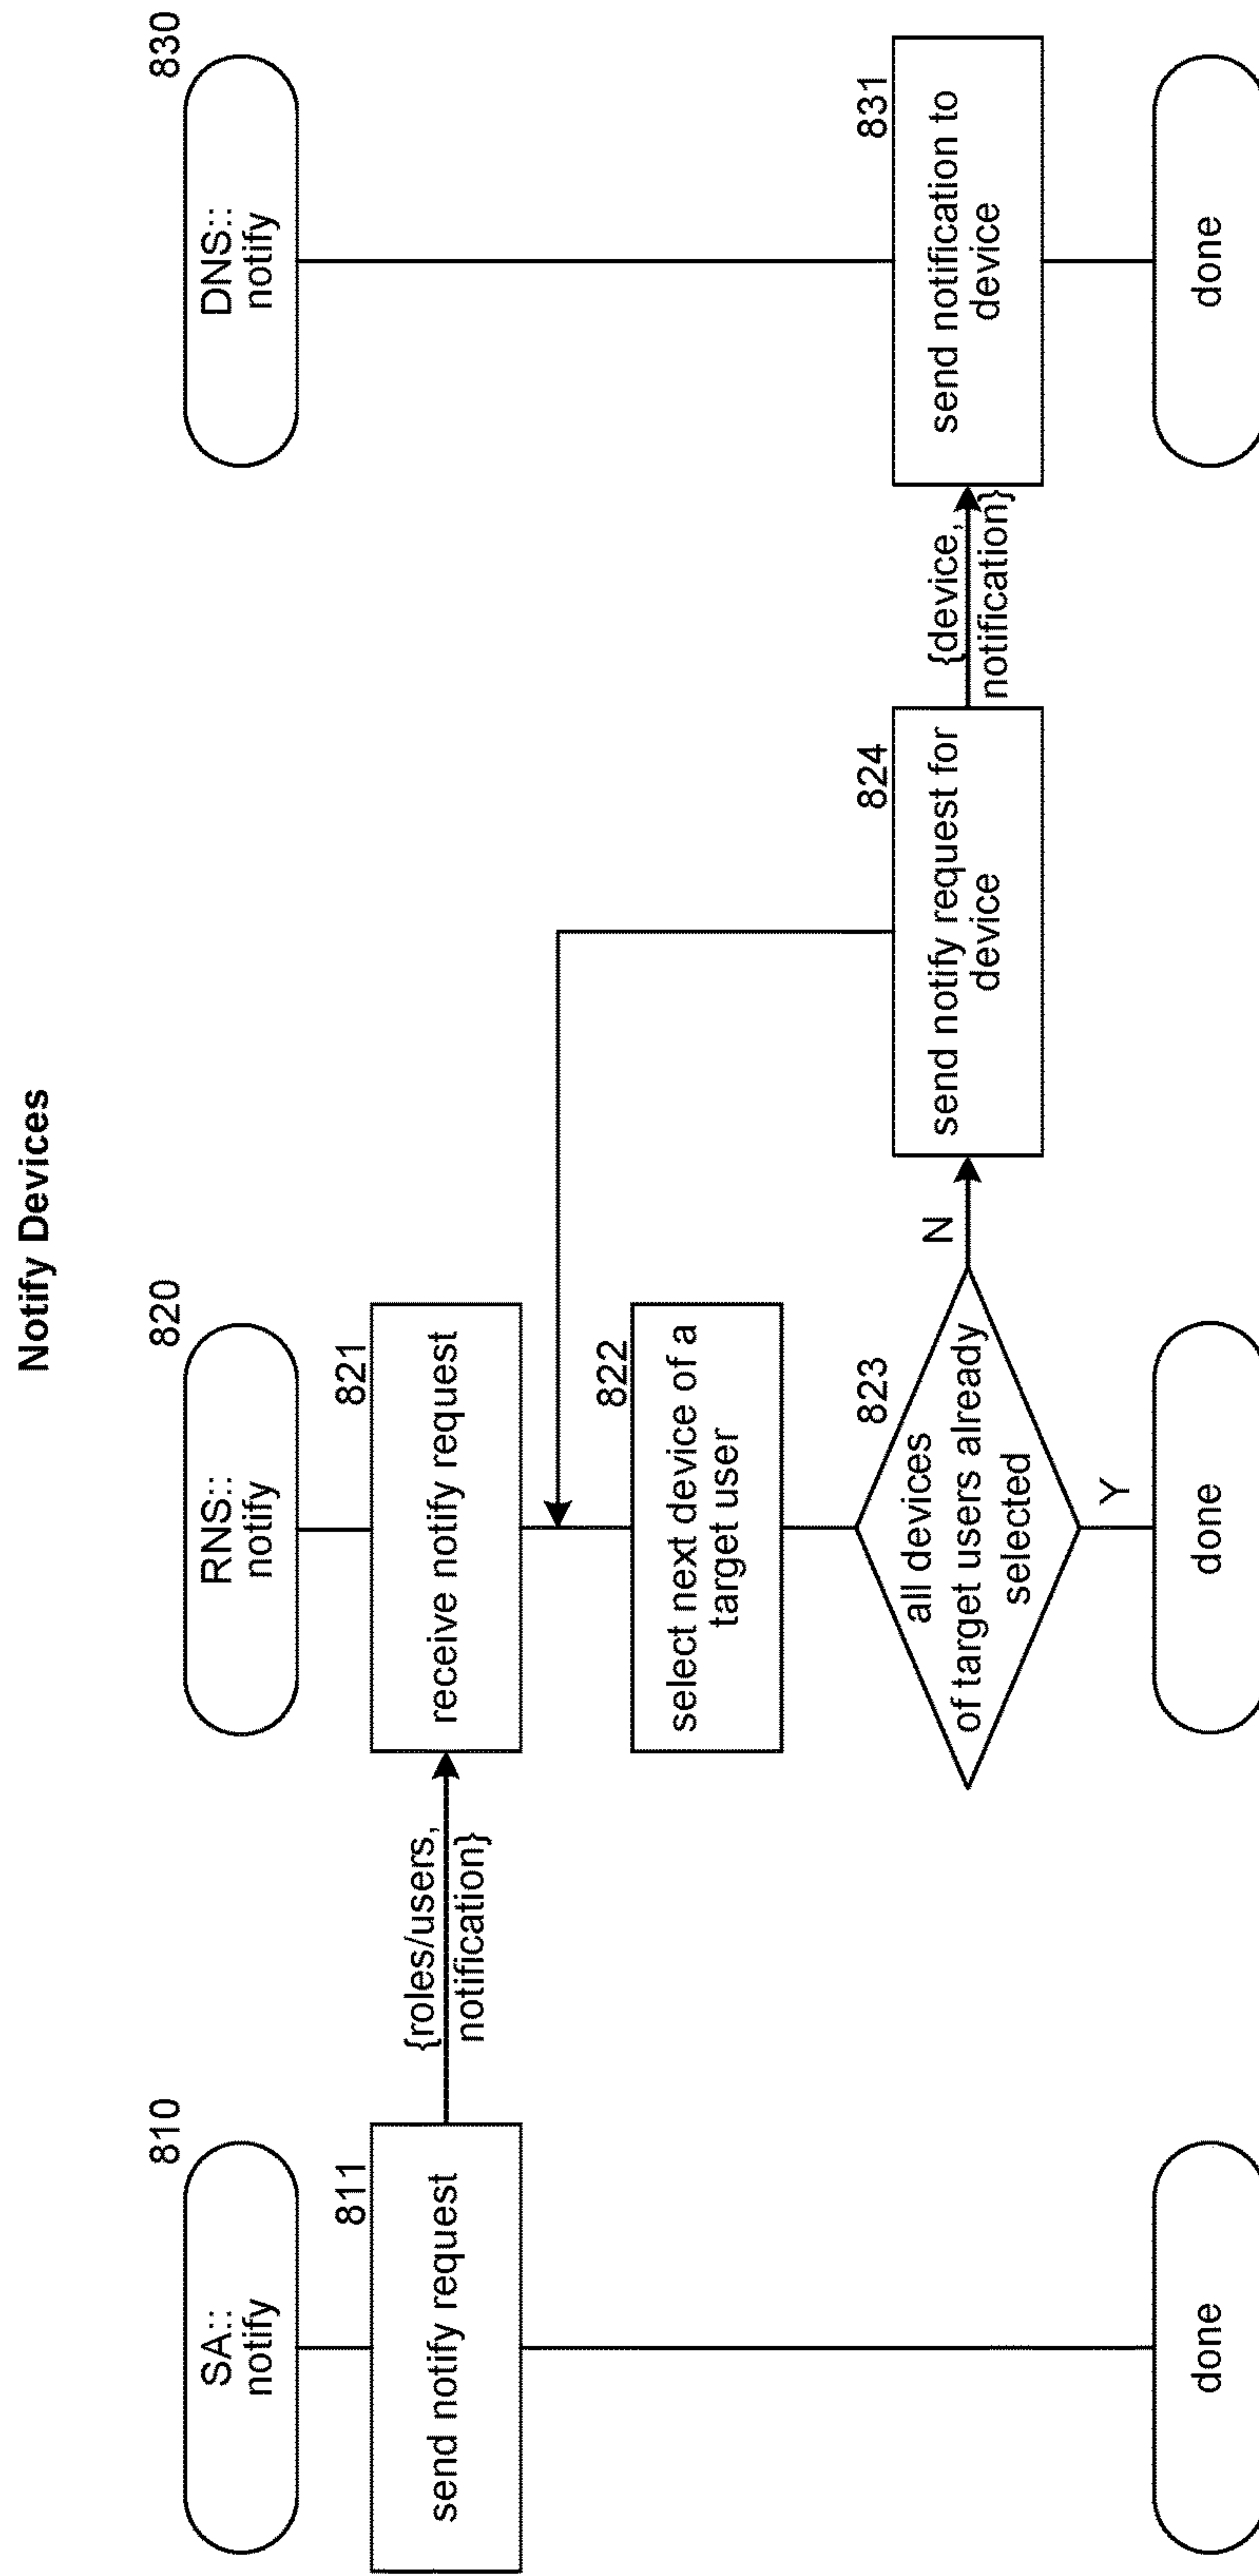 Notify Devices
810
SA::
notify
811
send notify request
{roles/users,
notification}
done
820
RNS::
notify
821
receive notify request
822
select next device of a
target user
823
all devices
of target users already
selected
N
Y
done
824
send notify request for
device
{device,
notification}
830
DNS::
notify
831
send notification to
device
done